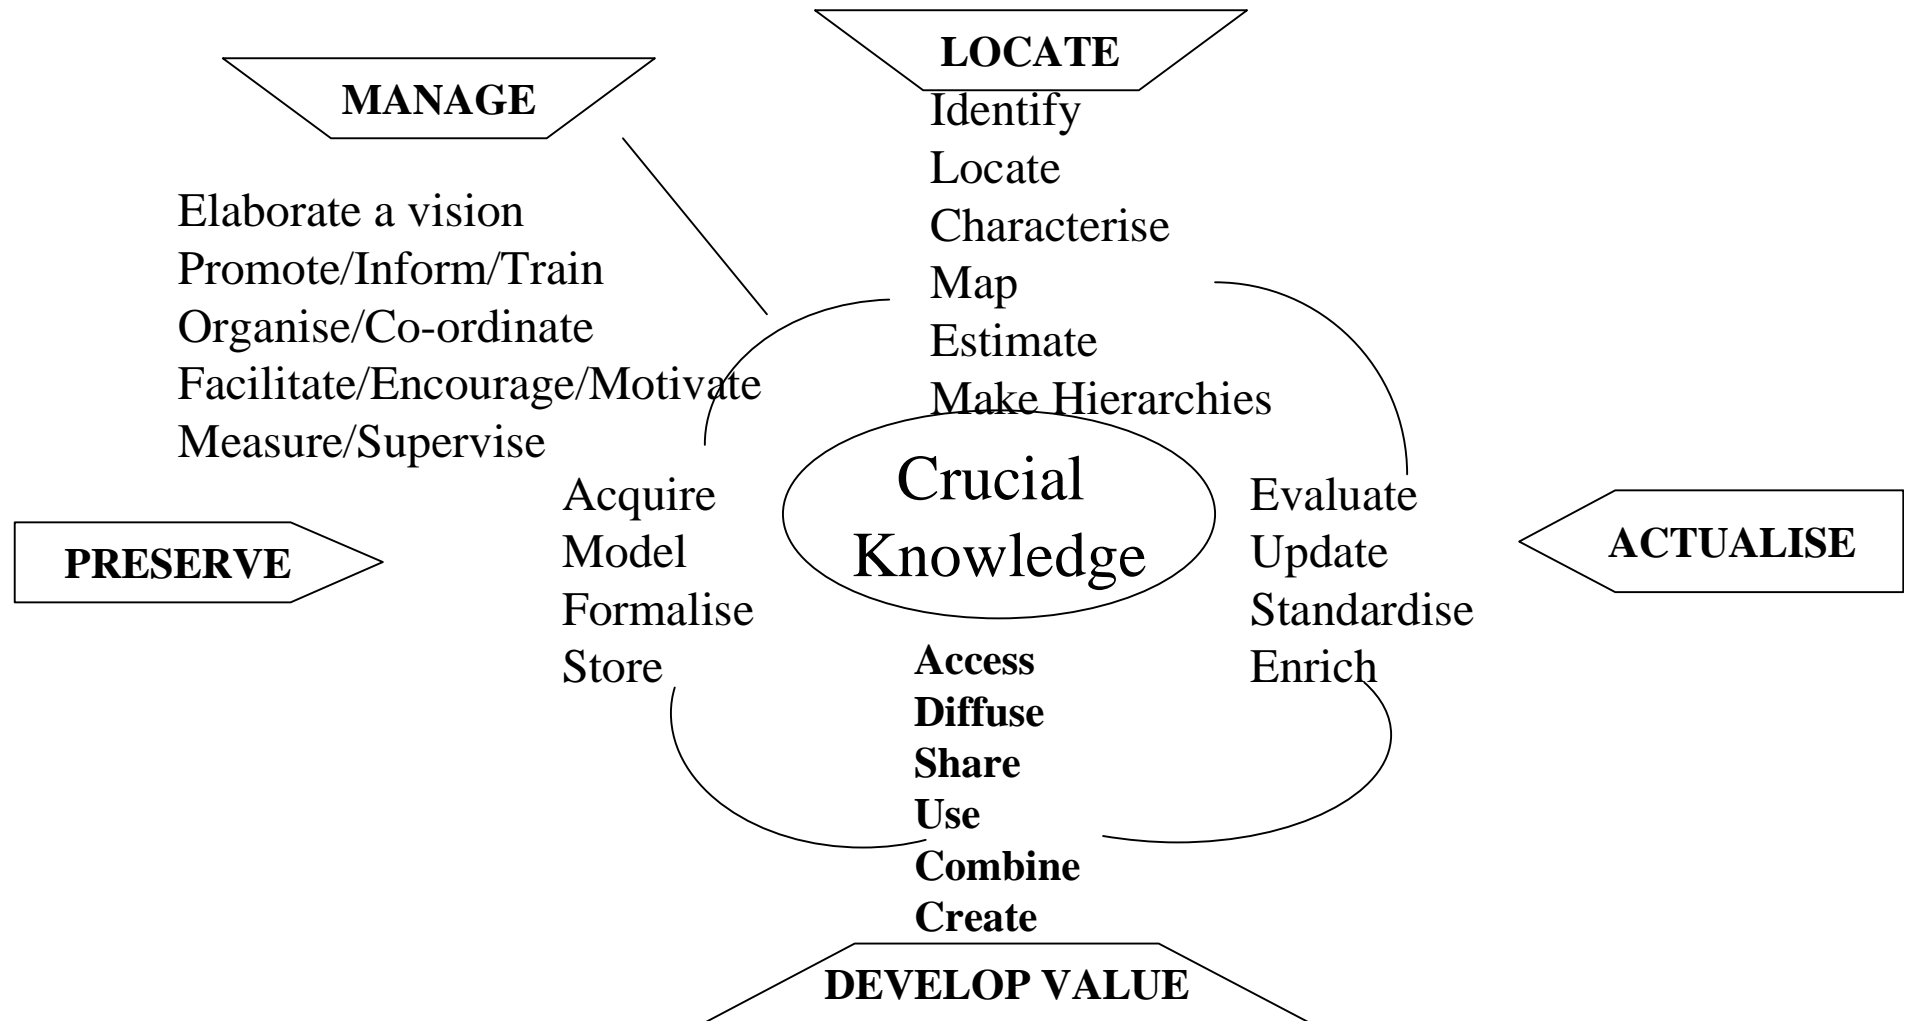 MANAGE
Elaborate a vision
Promote/Inform/Train
Organise/Co-ordinate
Facilitate/Encourage/Motivate
Measure/Supervise
LOCATE
Identify
Locate
Characterise
Map
Estimate
Make Hierarchies
PRESERVE
Acquire
Model
Formalise
Store
Crucial
Knowledge
Evaluate
Update
Standardise
Enrich
ACTUALISE
Access
Diffuse
Share
Use
Combine
Create
DEVELOP VALUE